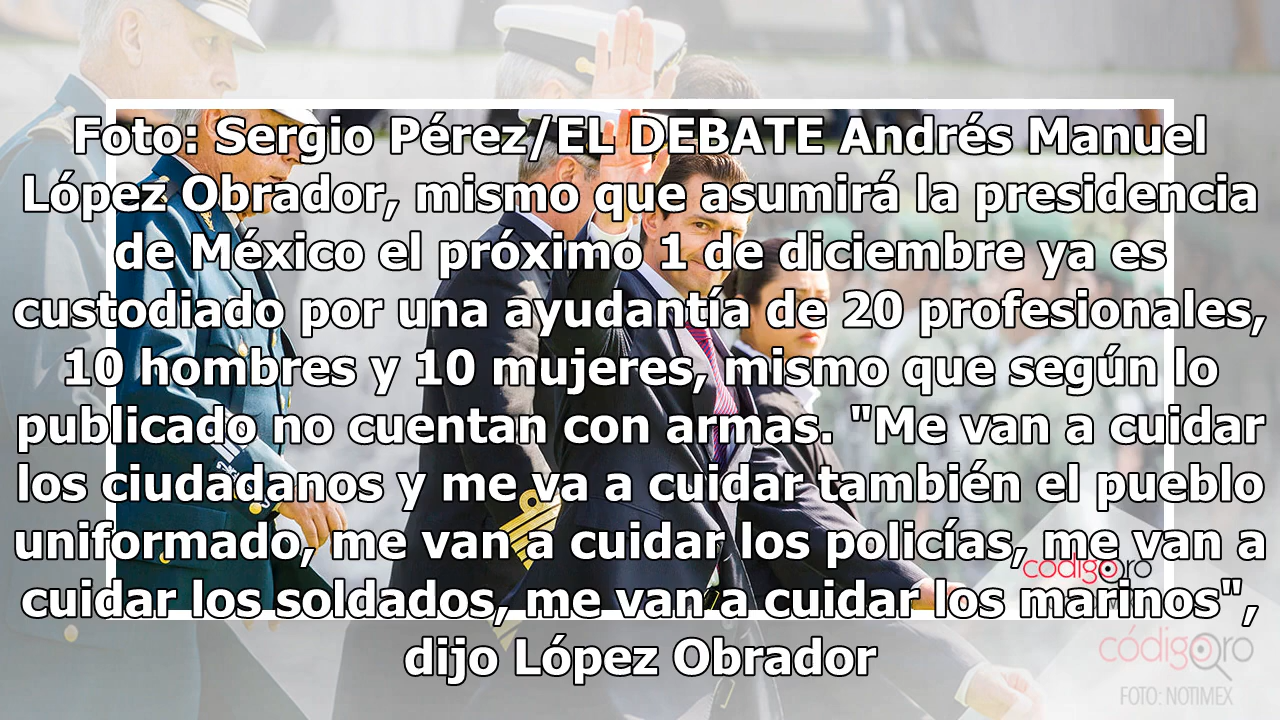 Foto: Sergio Pérez/EL DEBATE Andrés Manuel
López Obrador, mismo que asumirá la presidencia
de México el próximo 1 de diciembre ya es
custodiado por una ayudantía de 20 profesionales,
10 hombres y 10 mujeres, mismo que según lo
publicado no cuentan con armas. "Me van a cuidar
los ciudadanos y me va a cuidar también el pueblo
uniformado, me van a cuidar los policías, me van a
cuidar los soldados, me van a cuidar los marinos",
dijo López Obrador
códigoqro
códigoqro
FOTO: NOTIMEX